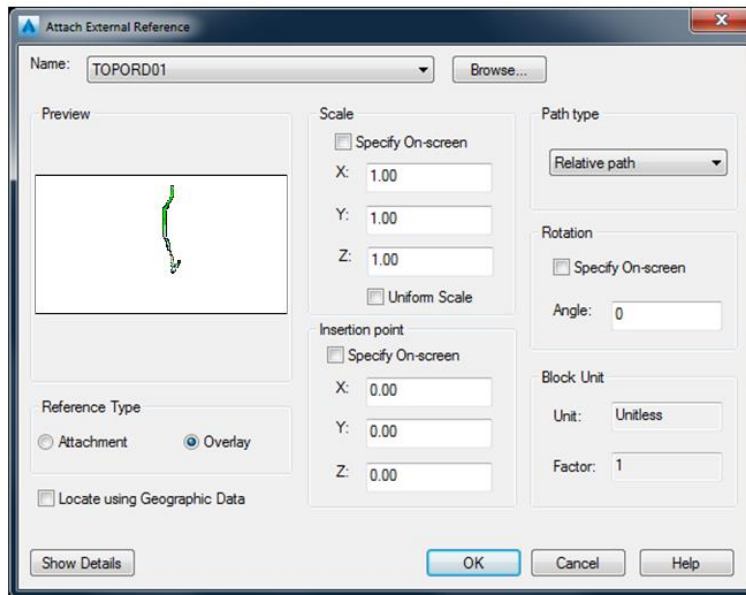 Attach External Reference
Name: TOPORD01 Browse...
Preview
Reference Type
Attachment Overlay
Locate using Geographic Data
Show Details
Scale
Specify On-screen
X: 1.00
Y: 1.00
Z: 1.00
Uniform Scale
Insertion point
Specify On-screen
X: 0.00
Y: 0.00
Z: 0.00
Path type
Relative path
Rotation
Specify On-screen
Angle: 0
Block Unit
Unit: Unitless
Factor: 1
OK Cancel Help